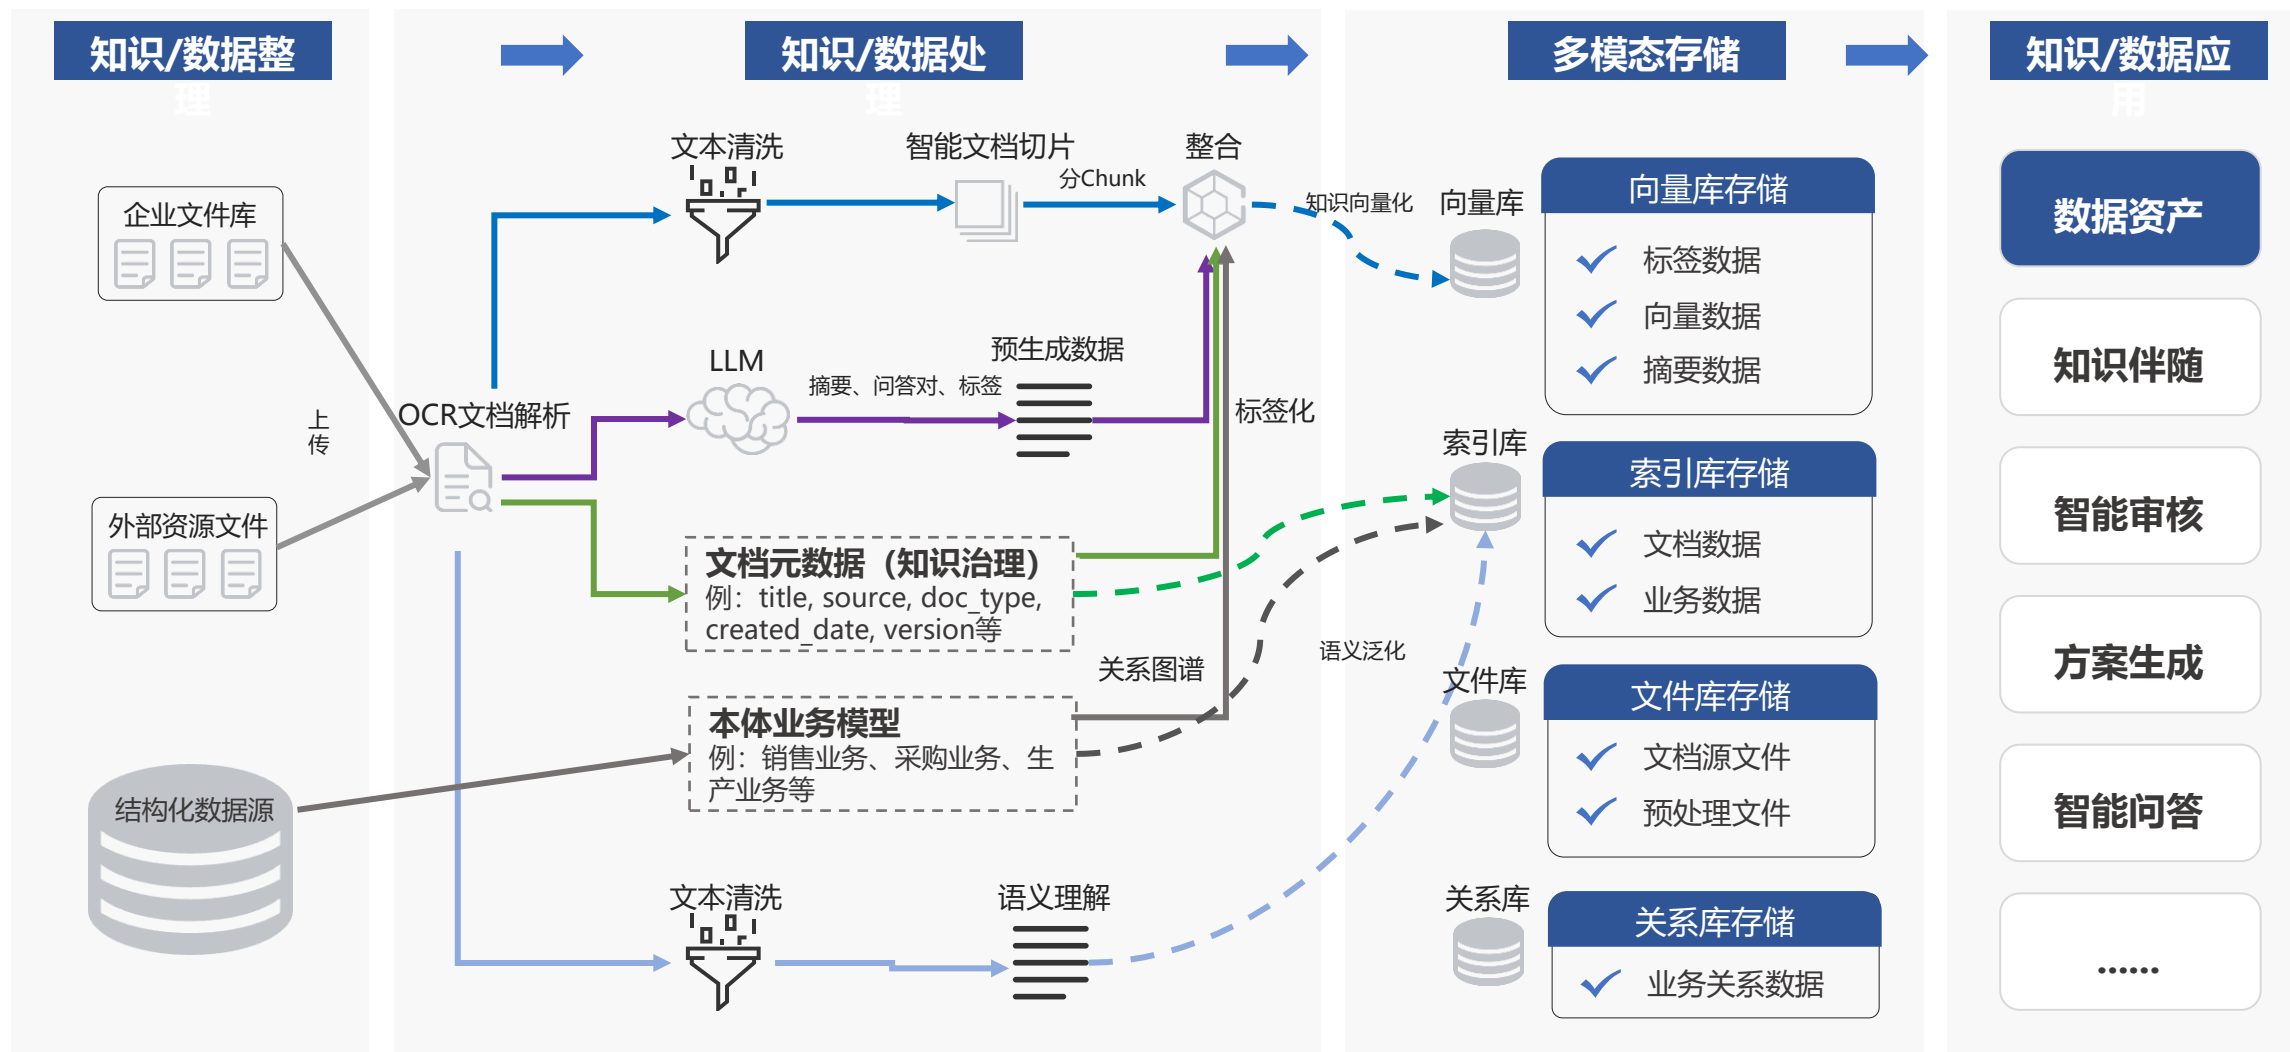 知识/数据整
理
知识/数据处
理
多模态存储
知识/数据应
用
企业文件库
外部资源文件
结构化数据源
上
传
OCR文档解析
文本清洗
智能文档切片
分Chunk
整合
知识向量化
LLM
摘要、问答对、标签
预生成数据
标签化
文档元数据（知识治理）
例：title, source, doc_type,
created_date, version等
关系图谱
本体业务模型
例：销售业务、采购业务、生
产业务等
语义泛化
文本清洗
语义理解
向量库
向量库存储
标签数据
向量数据
摘要数据
索引库
索引库存储
文档数据
业务数据
文件库
文件库存储
文档源文件
预处理文件
关系库
关系库存储
业务关系数据
数据资产
知识伴随
智能审核
方案生成
智能问答
......